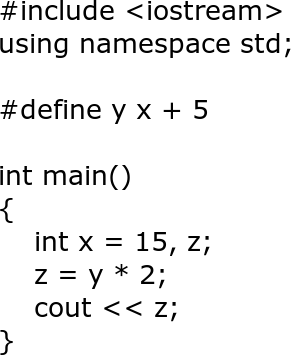 #include <iostream>
using namespace std;

#define y x + 5

int main()
{
    int x = 15, z;
    z = y * 2;
    cout << z;
}